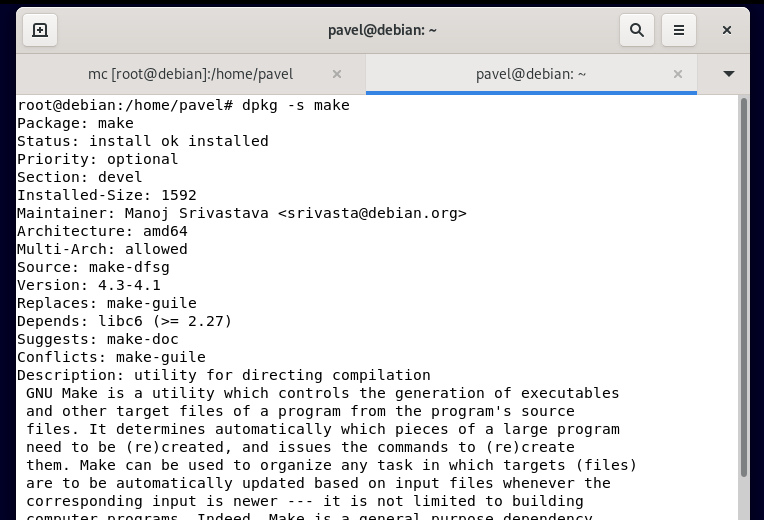 pavel@debian: ~
mc [root@debian]:/home/pavel
pavel@debian: ~
root@debian:/home/pavel# dpkg -s make
Package: make
Status: install ok installed
Priority: optional
Section: devel
Installed-Size: 1592
Maintainer: Manoj Srivastava <srivasta@debian.org>
Architecture: amd64
Multi-Arch: allowed
Source: make-dfsg
Version: 4.3-4.1
Replaces: make-guile
Depends: libc6 (>= 2.27)
Suggests: make-doc
Conflicts: make-guile
Description: utility for directing compilation
GNU Make is a utility which controls the generation of executables
and other target files of a program from the program's source
files. It determines automatically which pieces of a large program
need to be (re)created, and issues the commands to (re)create
them. Make can be used to organize any task in which targets (files)
are to be automatically updated based on input files whenever the
corresponding input is newer --- it is not limited to building
computer programs. Indeed, Make is a general purpose dependency